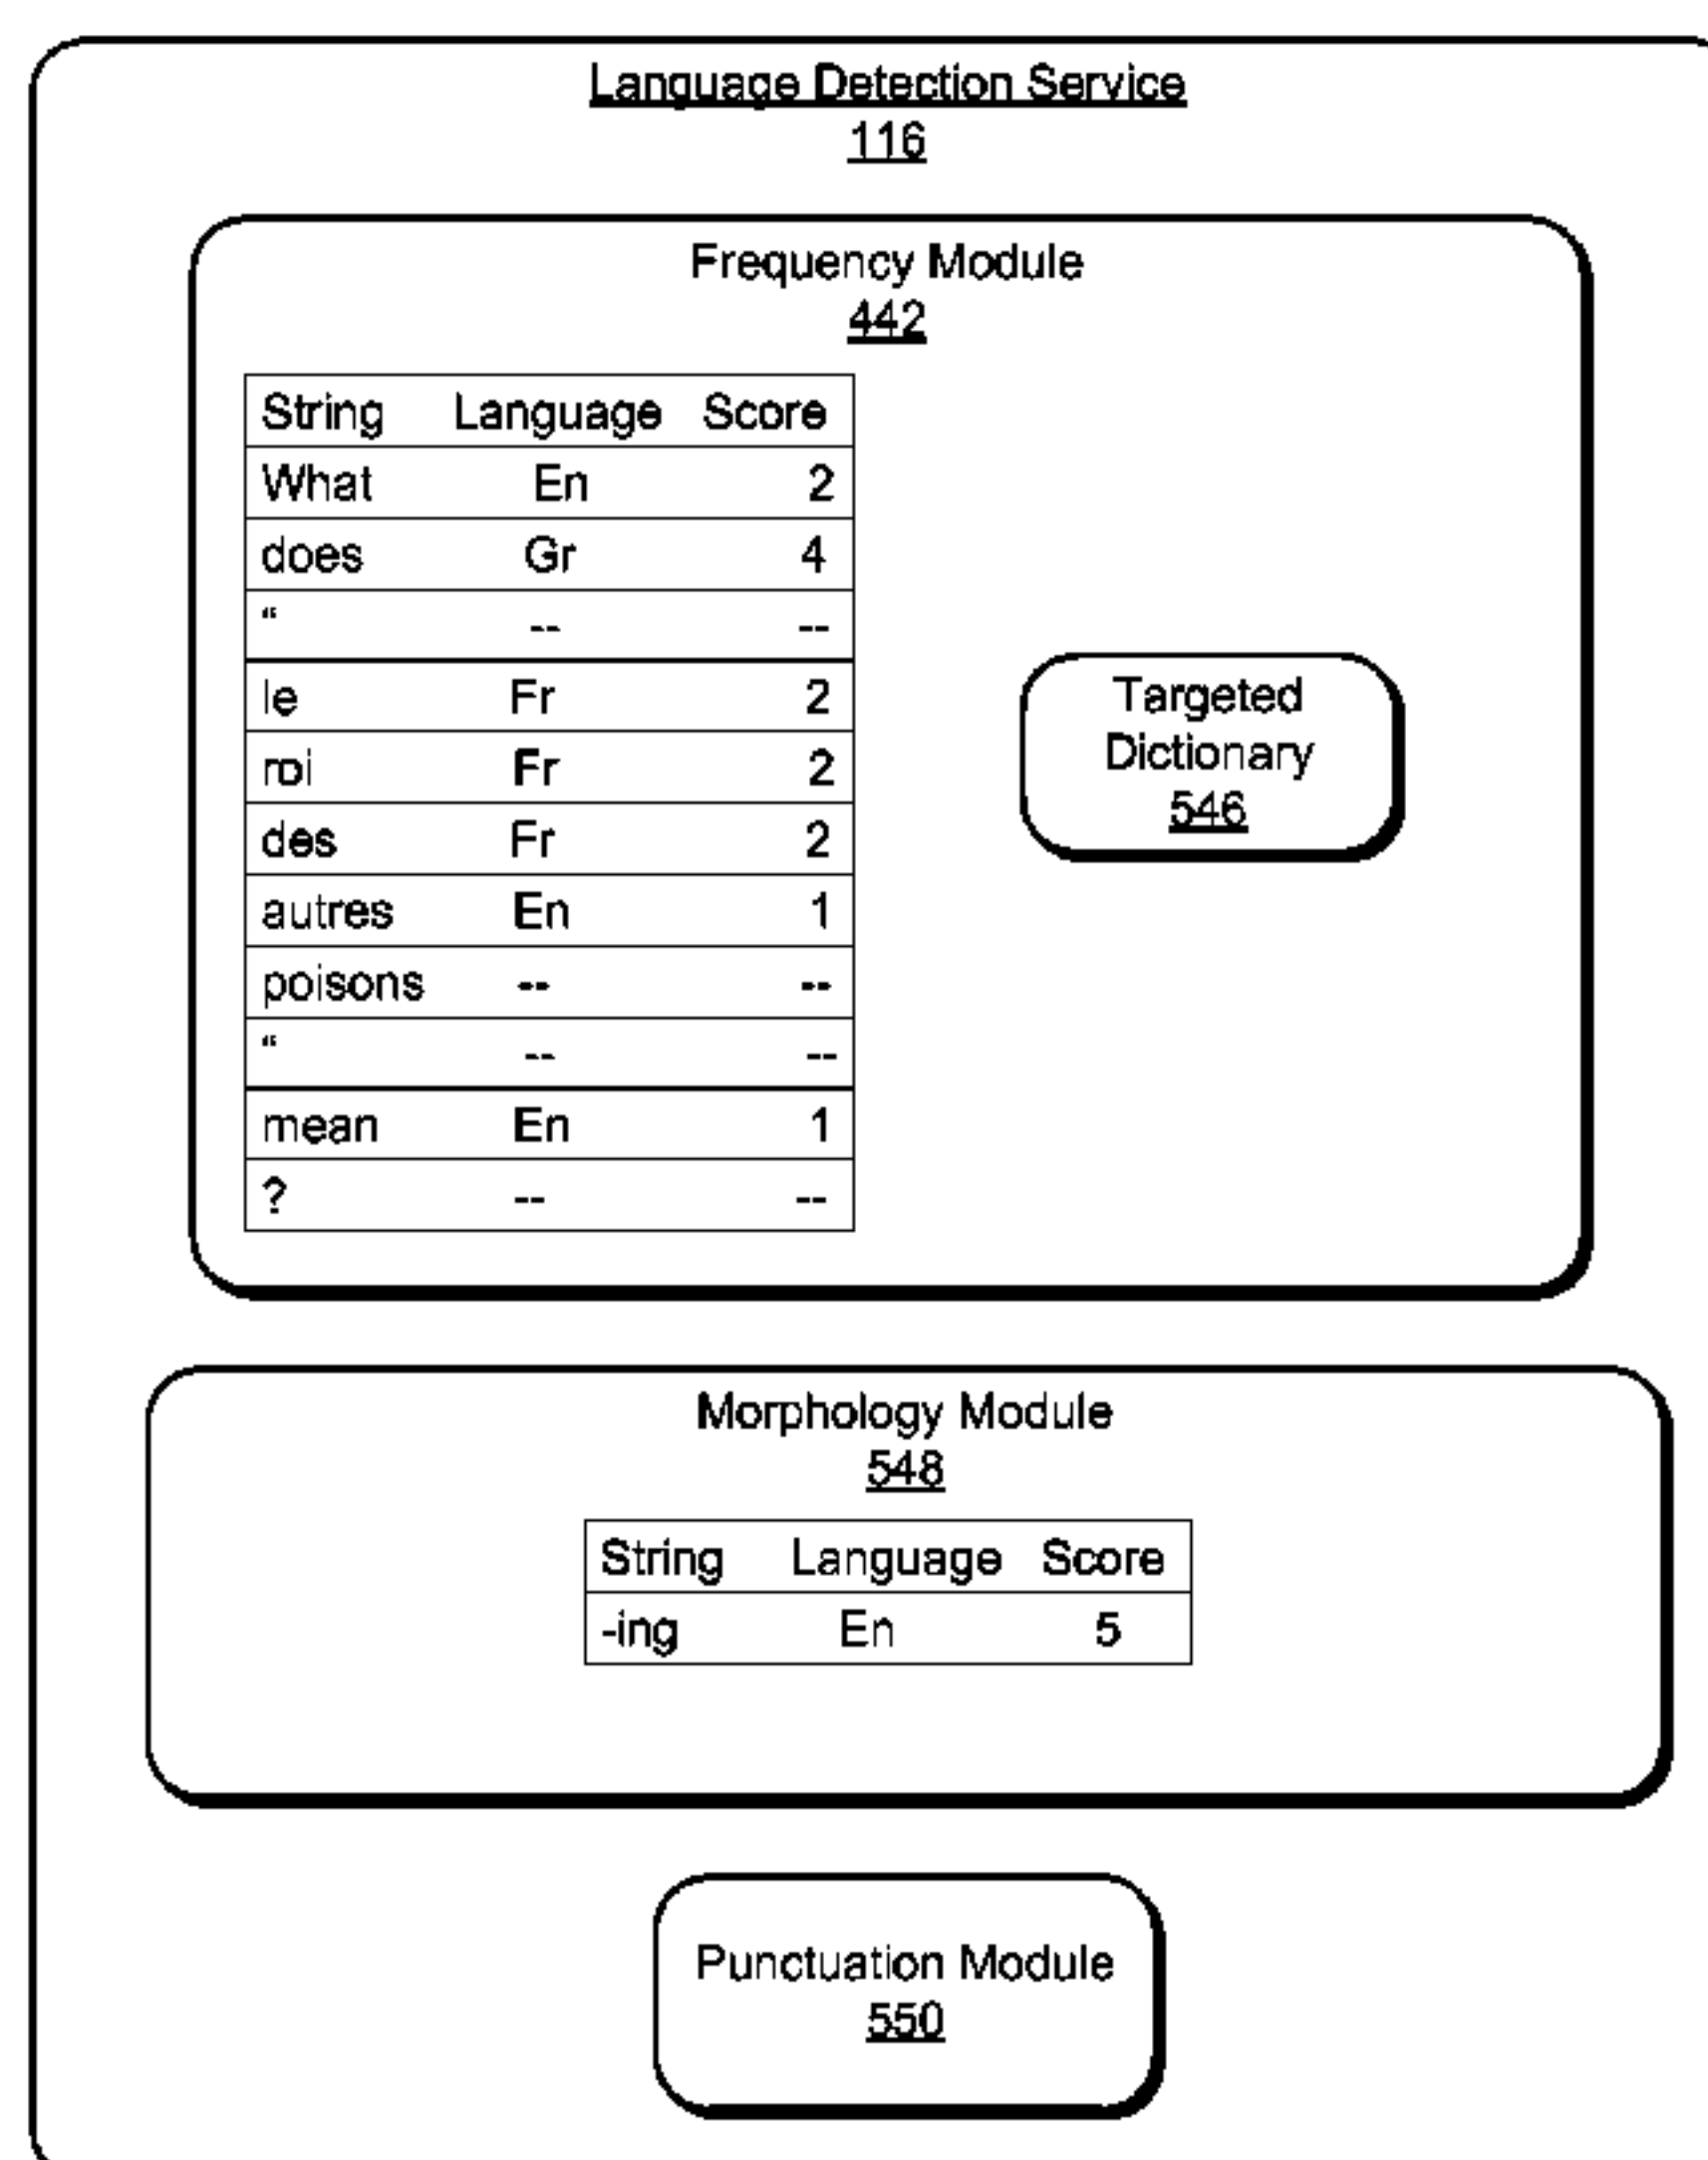 Language Detection Service
116
Frequency Module
442
String Language Score
What En 2
does Gr 4
“ -- --
le Fr 2
roi Fr 2
des Fr 2
autres En 1
poisons -- --
“ -- --
mean En 1
? -- --
Targeted
Dictionary
546
Morphology Module
548
String Language Score
-ing En 5
Punctuation Module
550